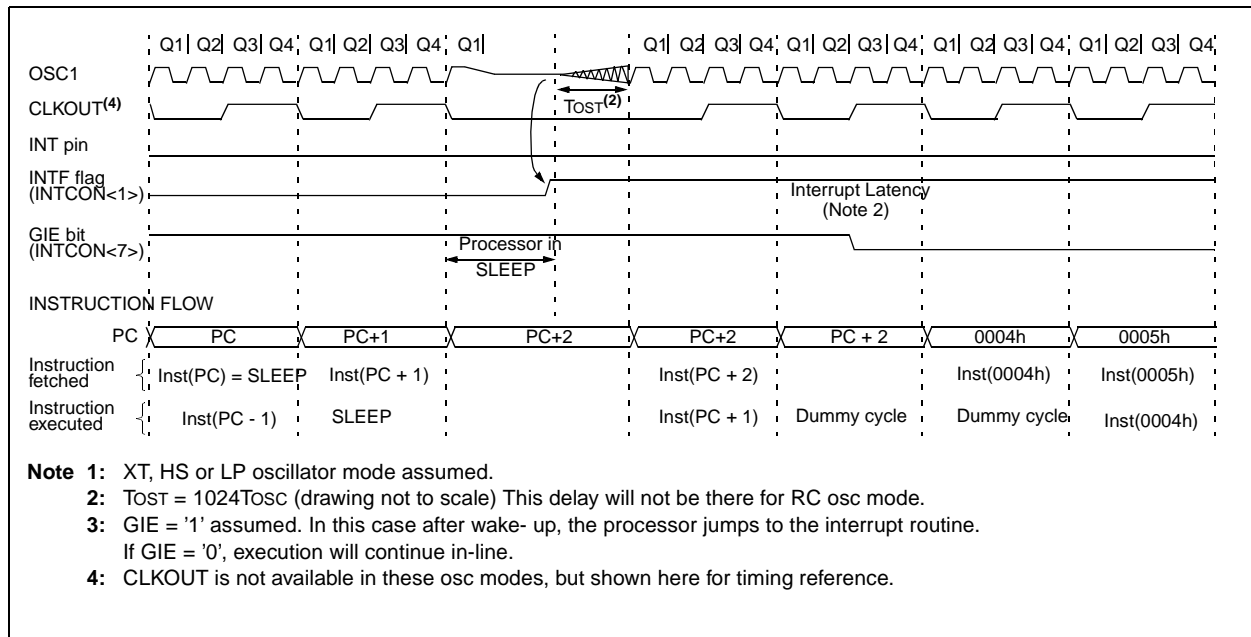 Q1 Q2 Q3 Q4 Q1 Q2 Q3 Q4 Q1 Q1 Q2 Q3 Q4 Q1 Q2 Q3 Q4 Q1 Q2 Q3 Q4 Q1 Q2 Q3 Q4
OSC1
CLKOUT(4)
TOST(2)
INT pin
INTF flag
(INTCON<1>)
Interrupt Latency
(Note 2)
GIE bit
(INTCON<7>)
Processor in
SLEEP
INSTRUCTION FLOW
PC PC PC+1 PC+2 PC+2 PC + 2 0004h 0005h
Instruction
fetched
Inst(PC) = SLEEP Inst(PC + 1) Inst(PC + 2) Inst(0004h) Inst(0005h)
Instruction
executed
Inst(PC - 1) SLEEP Inst(PC + 1) Dummy cycle Dummy cycle Inst(0004h)
Note 1: XT, HS or LP oscillator mode assumed.
2: TOST = 1024TOSC (drawing not to scale) This delay will not be there for RC osc mode.
3: GIE = '1' assumed. In this case after wake- up, the processor jumps to the interrupt routine.
If GIE = '0', execution will continue in-line.
4: CLKOUT is not available in these osc modes, but shown here for timing reference.